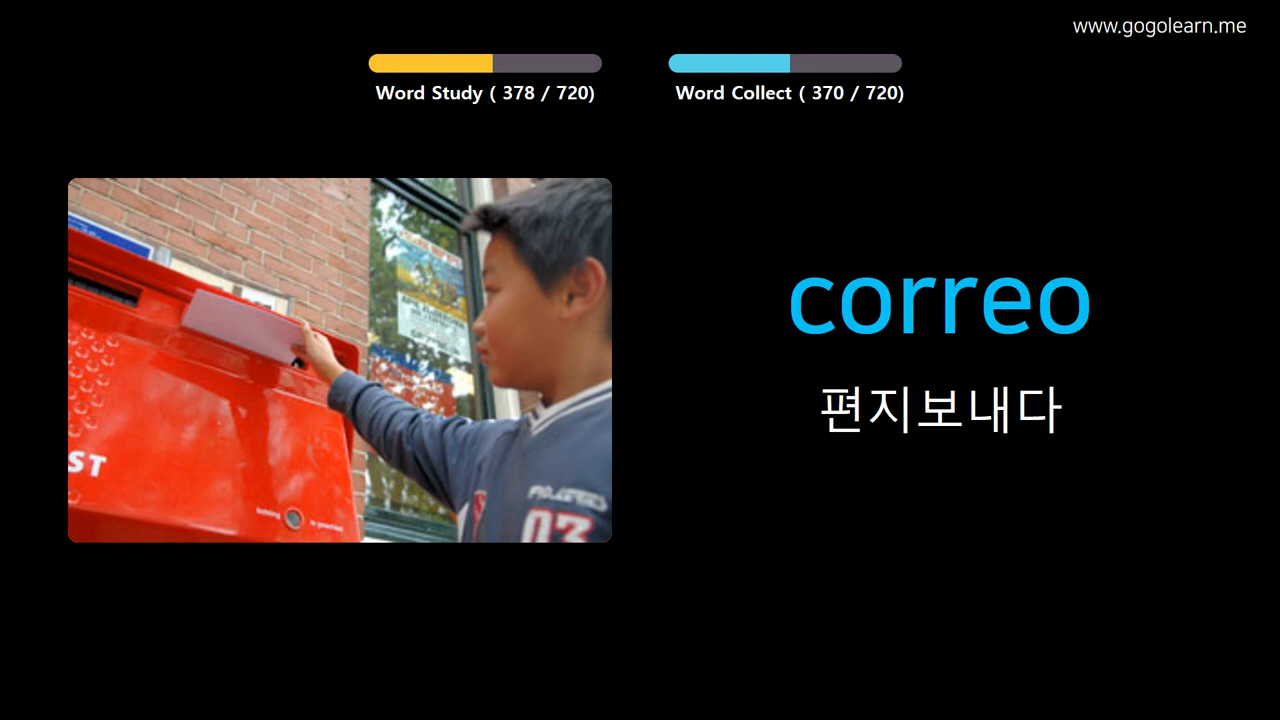 www.gogolearn.me
Word Study ( 378 / 720)
Word Collect ( 370 / 720)
ST
03
correo
편지보내다